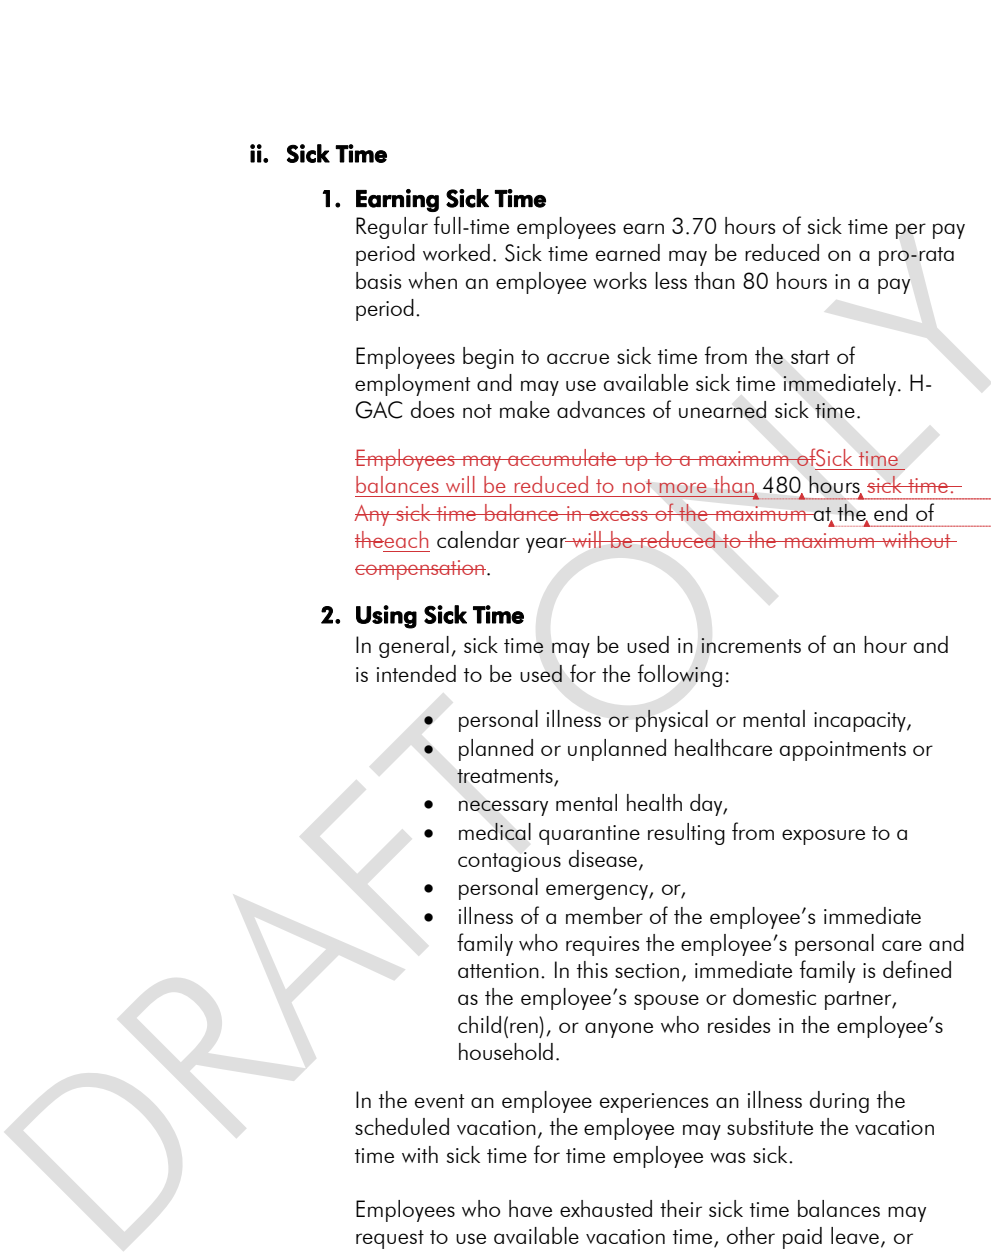 ii. Sick Time
1. Earning Sick Time
Regular full-time employees earn 3.70 hours of sick time per pay
period worked. Sick time earned may be reduced on a pro-rata
basis when an employee works less than 80 hours in a pay
period.
Employees begin to accrue sick time from the start of
employment and may use available sick time immediately. H-
GAC does not make advances of unearned sick time.
Employees may accumulate up to a maximum ofSick time
balances will be reduced to not more than 480 hours sick time.
Any sick time balance in excess of the maximum at the end of
theeach calendar year will be reduced to the maximum without
compensation.
2. Using Sick Time
In general, sick time may be used in increments of an hour and
is intended to be used for the following:
• personal illness or physical or mental incapacity,
• planned or unplanned healthcare appointments or
treatments,
• necessary mental health day,
• medical quarantine resulting from exposure to a
contagious disease,
• personal emergency, or,
• illness of a member of the employee's immediate
family who requires the employee's personal care and
attention. In this section, immediate family is defined
as the employee's spouse or domestic partner,
child(ren), or anyone who resides in the employee's
household.
In the event an employee experiences an illness during the
scheduled vacation, the employee may substitute the vacation
time with sick time for time employee was sick.
Employees who have exhausted their sick time balances may
request to use available vacation time, other paid leave, or
DRAFT ONLY